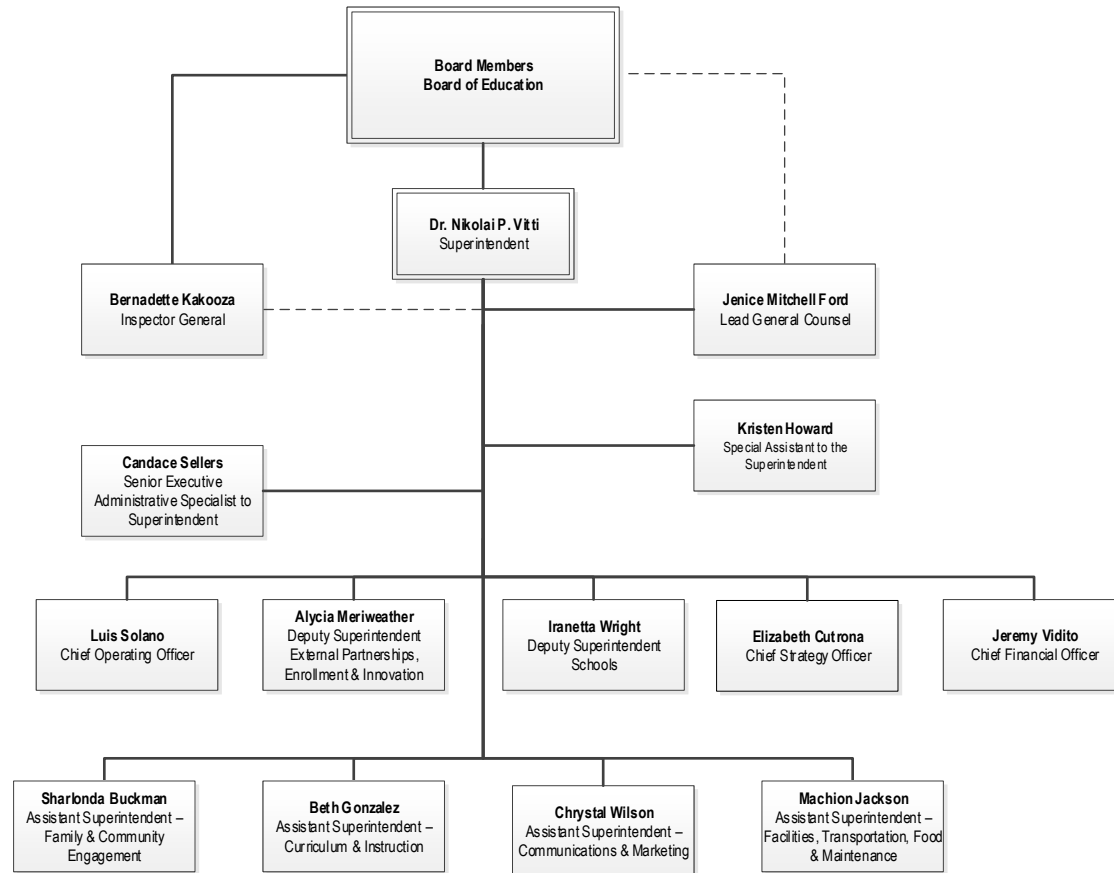 Board Members
Board of Education
Dr. Nikolai P. Vitti
Superintendent
Bernadette Kakooza
Inspector General
Jenice Mitchell Ford
Lead General Counsel
Kristen Howard
Special Assistant to the
Superintendent
Candace Sellers
Senior Executive
Administrative Specialist to
Superintendent
Luis Solano
Chief Operating Officer
Alycia Meriweather
Deputy Superintendent
External Partnerships,
Enrollment & Innovation
Iranetta Wright
Deputy Superintendent
Schools
Elizabeth Cutrona
Chief Strategy Officer
Jeremy Vidito
Chief Financial Officer
Sharlonda Buckman
Assistant Superintendent –
Family & Community
Engagement
Beth Gonzalez
Assistant Superintendent –
Curriculum & Instruction
Chrystal Wilson
Assistant Superintendent –
Communications & Marketing
Machion Jackson
Assistant Superintendent –
Facilities, Transportation, Food
& Maintenance